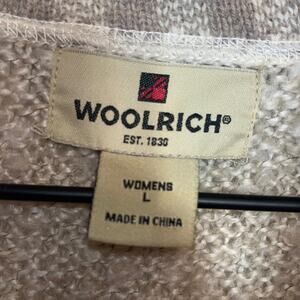 WOOLRICH®
EST. 1830
WOMENS
L
MADE IN CHINA